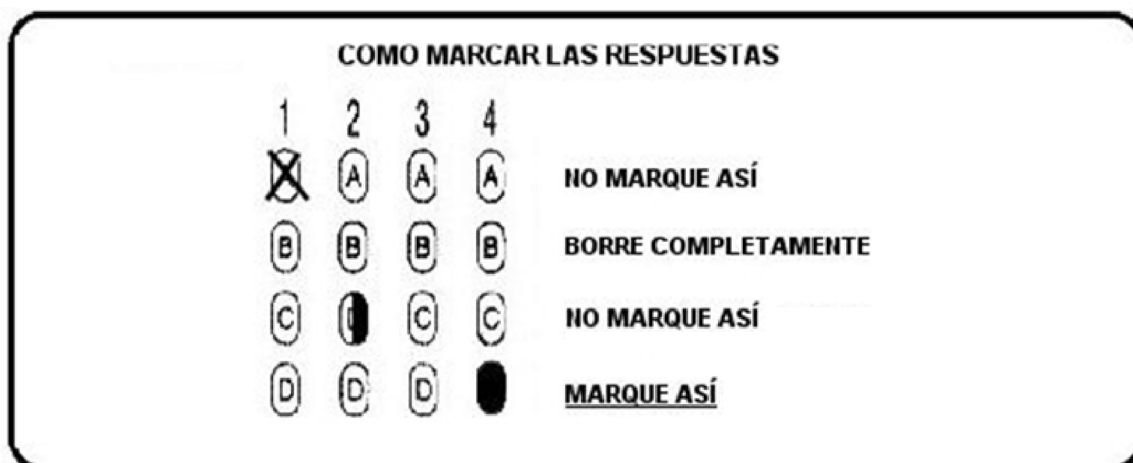 COMO MARCAR LAS RESPUESTAS
1 2 3 4
A A A NO MARQUE ASÍ
B B B B BORRE COMPLETAMENTE
C C C NO MARQUE ASÍ
D D D MARQUE ASÍ